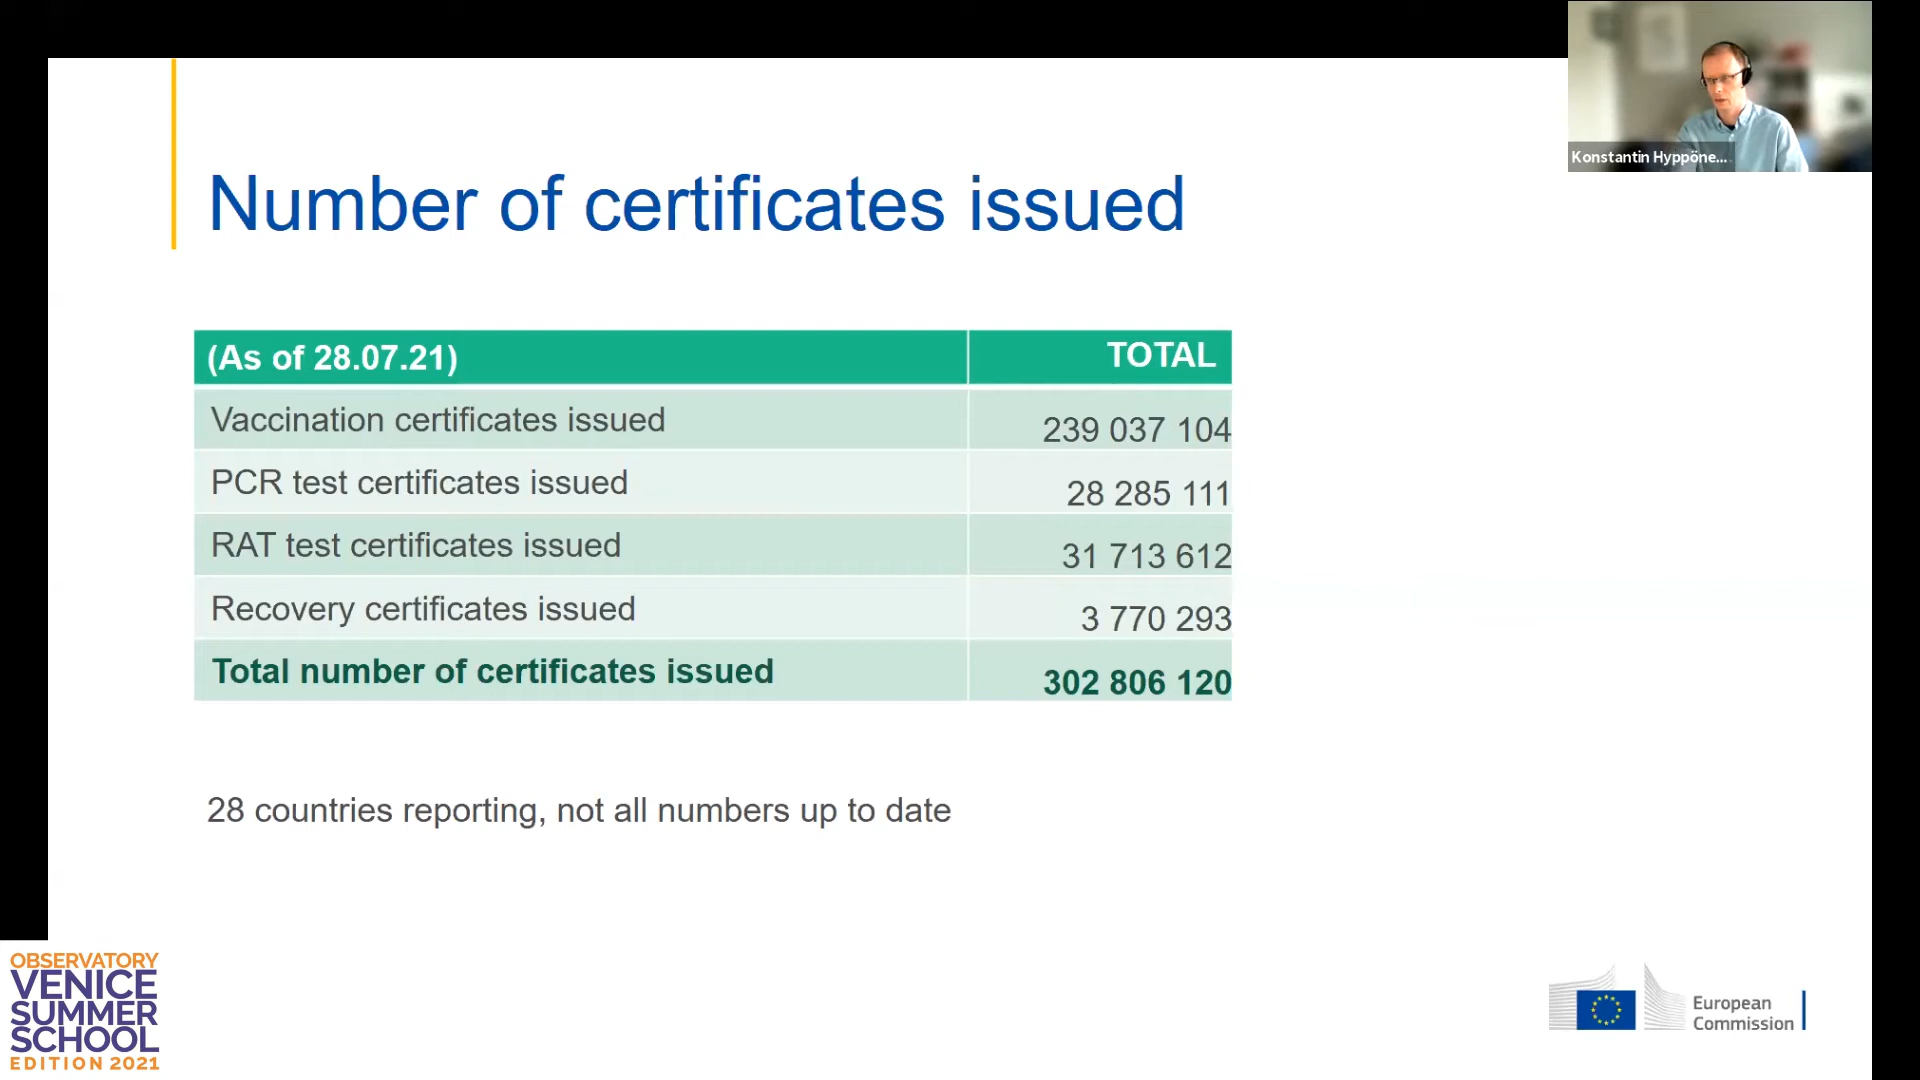 Konstantin Hyppöne...
Number of certificates issued
(As of 28.07.21) TOTAL
Vaccination certificates issued 239 037 104
PCR test certificates issued 28 285 111
RAT test certificates issued 31 713 612
Recovery certificates issued 3 770 293
Total number of certificates issued 302 806 120
28 countries reporting, not all numbers up to date
OBSERVATORY
VENICE
SUMMER
SCHOOL
EDITION 2021
European
Commission